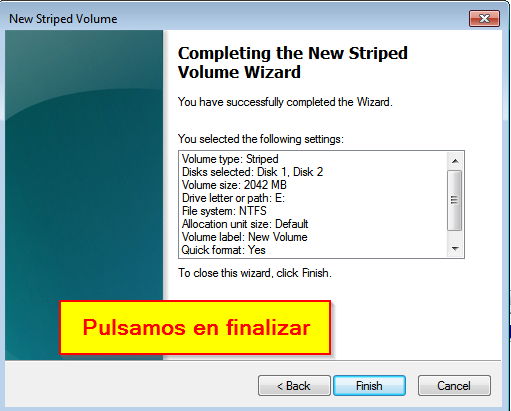 New Striped Volume
Completing the New Striped
Volume Wizard
You have successfully completed the Wizard.
You selected the following settings:
Volume type: Striped
Disks selected: Disk 1, Disk 2
Volume size: 2042 MB
Drive letter or path: E:
File system: NTFS
Allocation unit size: Default
Volume label: New Volume
Quick format: Yes
To close this wizard, click Finish.
Pulsamos en finalizar
< Back
Finish
Cancel